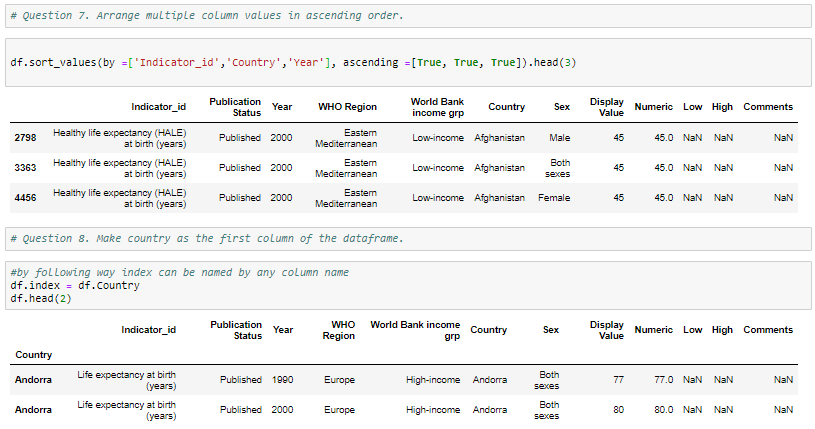 # Question 7. Arrange multiple column values in ascending order.
df.sort_values(by =['Indicator_id','Country','Year'], ascending =[True, True, True]).head(3)
Indicator_id Publication Status Year WHO Region World Bank income grp Country Sex Display Value Numeric Low High Comments
2798 Healthy life expectancy (HALE) at birth (years) Published 2000 Eastern Mediterranean Low-income Afghanistan Male 45 45.0 NaN NaN NaN
3363 Healthy life expectancy (HALE) at birth (years) Published 2000 Eastern Mediterranean Low-income Afghanistan Both sexes 45 45.0 NaN NaN NaN
4456 Healthy life expectancy (HALE) at birth (years) Published 2000 Eastern Mediterranean Low-income Afghanistan Female 45 45.0 NaN NaN NaN
# Question 8. Make country as the first column of the dataframe.
#by following way index can be named by any column name
df.index = df.Country
df.head(2)
Indicator_id Publication Status Year WHO Region World Bank income grp Country Sex Display Value Numeric Low High Comments
Country
Andorra Life expectancy at birth (years) Published 1990 Europe High-income Andorra Both sexes 77 77.0 NaN NaN NaN
Andorra Life expectancy at birth (years) Published 2000 Europe High-income Andorra Both sexes 80 80.0 NaN NaN NaN